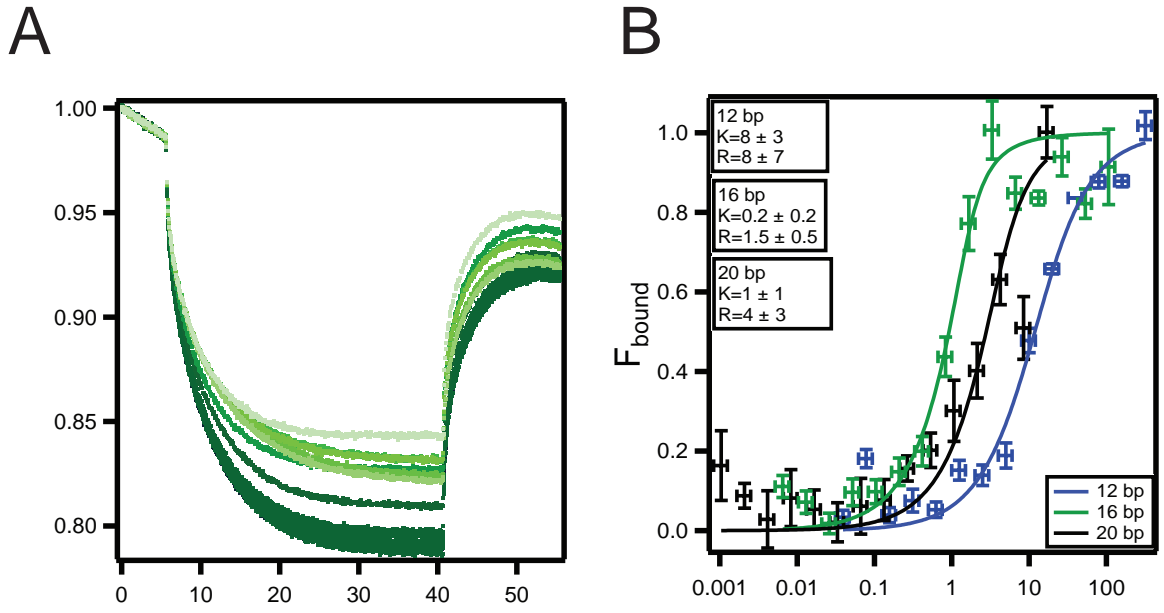 A
1.00
0.95
0.90
0.85
0.80
0
10
20
30
40
50
B
F bound
1.0
0.8
0.6
0.4
0.2
0.0
12 bp
K=8 ± 3
R=8 ± 7
16 bp
K=0.2 ± 0.2
R=1.5 ± 0.5
20 bp
K=1 ± 1
R=4 ± 3
12 bp
16 bp
20 bp
0.001
0.01
0.1
1
10
100